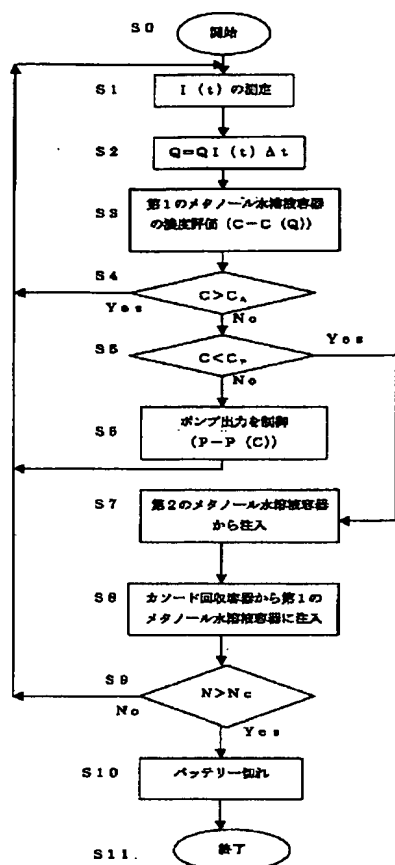 S0 開始
S1 I (t) の測定
S2 Q=QI (t) Δt
S3 第1のメタノール水溶液容器
の濃度評価 (C-C (Q))
S4 C>C_A
Yes
No
S5 C<C_P
Yes
No
S6 ポンプ出力を制御
(P-P (C))
S7 第2のメタノール水溶液容器
から注入
S8 カソード回収容器から第1の
メタノール水溶液容器に注入
S9 N>Nc
No
Yes
S10 バッテリー切れ
S11. 終了